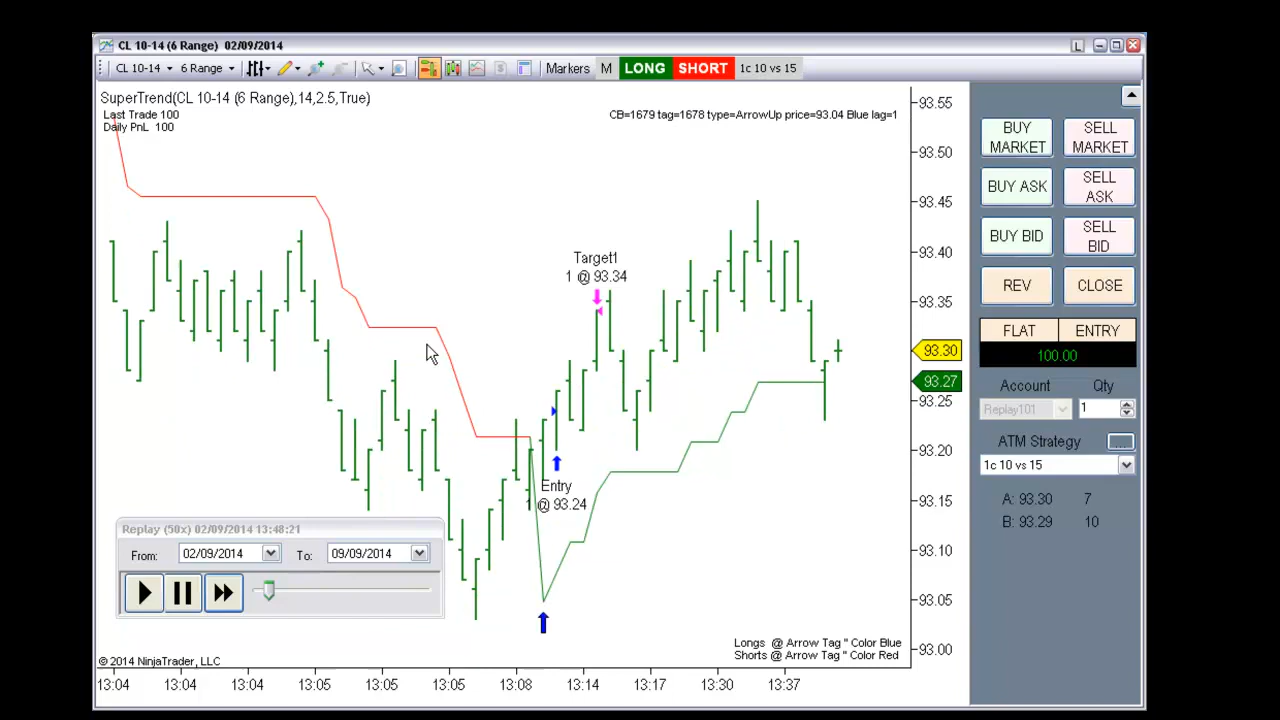 CL 10-14 (6 Range)  02/09/2014
L
CL 10-14
6 Range
Markers
M
LONG
SHORT
1c 10 vs 15
SuperTrend(CL 10-14 (6 Range),14,2.5,True)
Last Trade 100
Daily PnL  100
CB=1679 tag=1678 type=ArrowUp price=93.04 Blue lag=1
Target1
1 @ 93.34
Entry
1 @ 93.24
93.55
93.50
93.45
93.40
93.35
93.30
93.27
93.25
93.20
93.15
93.10
93.05
93.00
Replay (50x) 02/09/2014 13:48:21
From:
02/09/2014
To:
09/09/2014
Longs  @ Arrow Tag " Color Blue
Shorts @ Arrow Tag " Color Red
© 2014 NinjaTrader, LLC
13:04
13:04
13:04
13:05
13:05
13:05
13:08
13:14
13:17
13:30
13:37
BUY
MARKET
SELL
MARKET
BUY ASK
SELL
ASK
BUY BID
SELL
BID
REV
CLOSE
FLAT
ENTRY
100.00
Account
Qty
Replay101
1
ATM Strategy
...
1c 10 vs 15
A: 93.30
7
B: 93.29
10